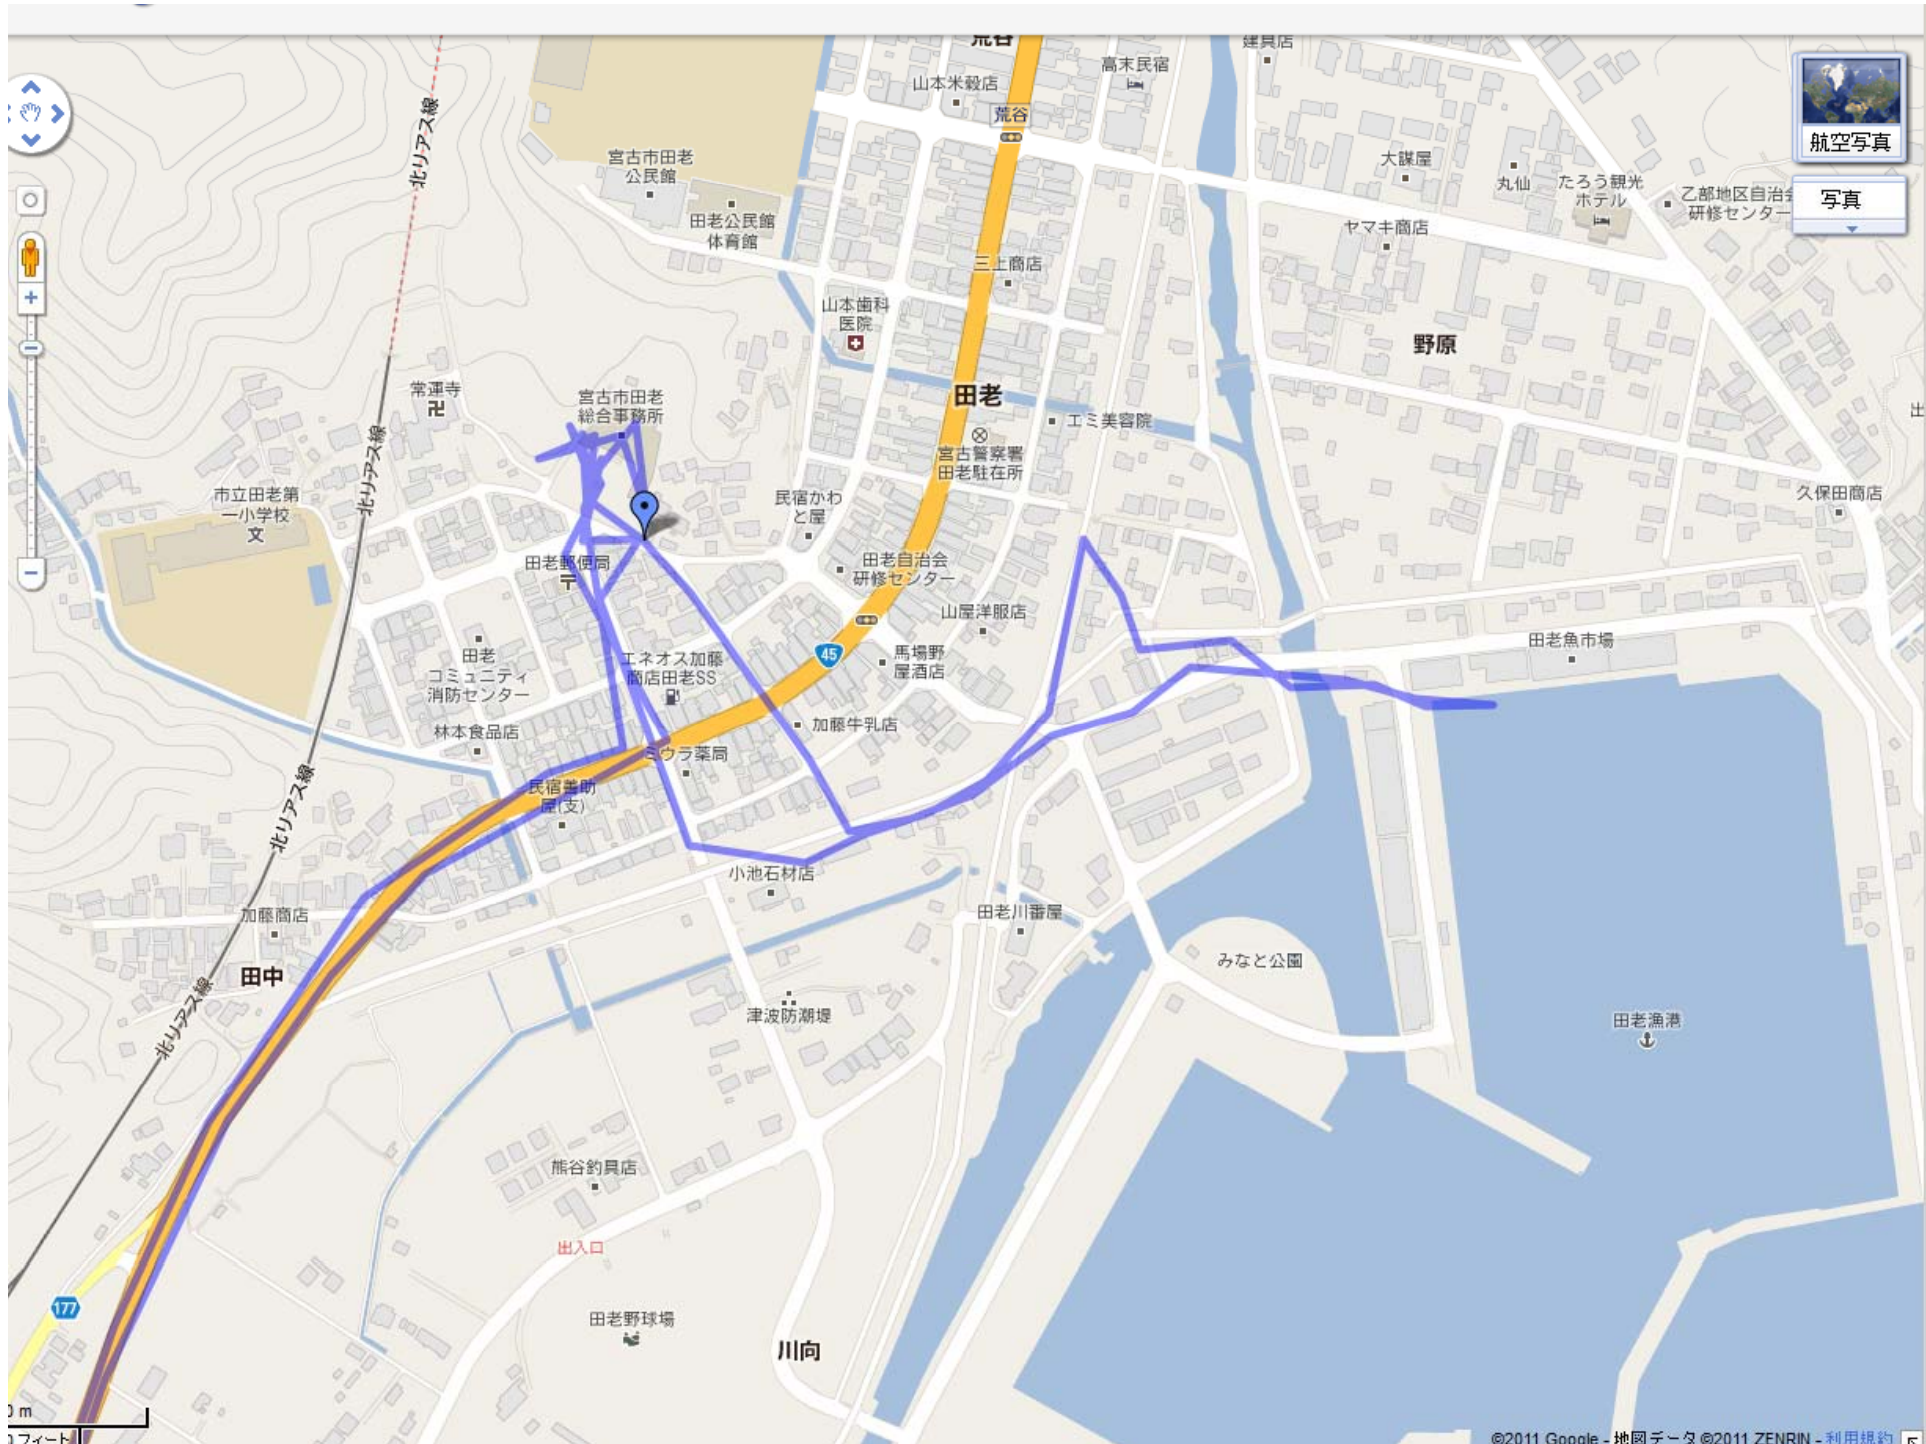 荒谷
建具店
高末民宿
山本米穀店
荒谷
航空写真
写真
北リアス線
宮古市田老
公民館
田老公民館
体育館
大謀屋
丸仙
たろう観光
ホテル
乙部地区自治会
研修センター
ヤマキ商店
三上商店
山本歯科
医院
野原
常運寺
宮古市田老
総合事務所
田老
エミ美容院
宮古警察署
田老駐在所
北リアス線
市立田老第
一小学校
文
民宿かわ
と屋
久保田商店
出
田老郵便局
田老自治会
研修センター
山屋洋服店
田老魚市場
45
馬場野
屋酒店
田老
コミュニティ
消防センター
エネオス加藤
商店田老SS
林本食品店
加藤牛乳店
ミウラ薬局
民宿善助
屋(支)
北リアス線
小池石材店
加藤商店
田老川番屋
田中
みなと公園
北リアス線
津波防潮堤
田老漁港
熊谷釣具店
出入口
177
田老野球場
川向
0 m
フィート
©2011 Google - 地図データ ©2011 ZENRIN - 利用規約